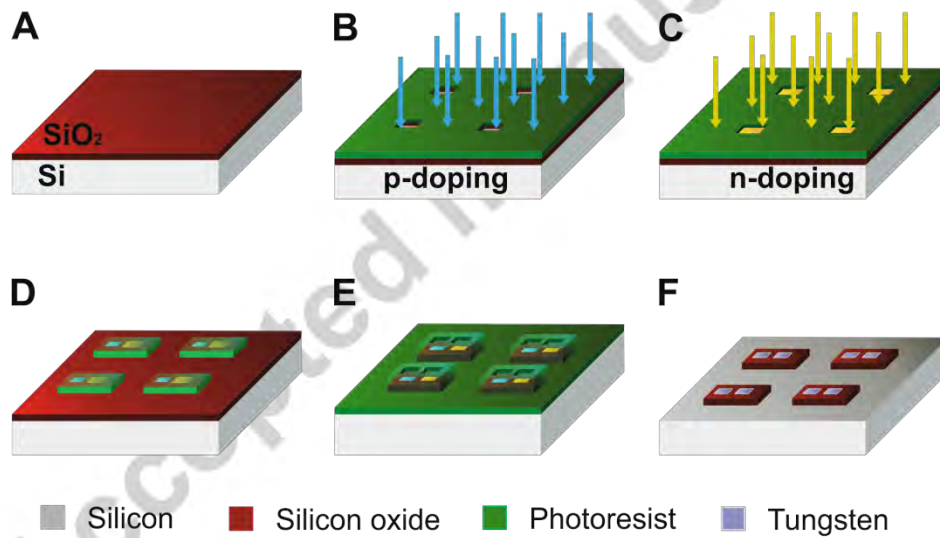 A
B
C
SiO₂
Si
p-doping
n-doping
D
E
F
Silicon
Silicon oxide
Photoresist
Tungsten